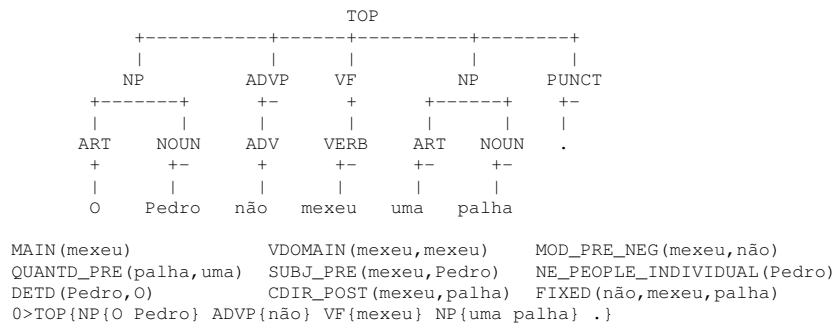 TOP
+-----------+------+----------+--------+
| | | | |
NP ADVP VF NP PUNCT
+-------+ +- + +------+ +-
| | | | | | |
ART NOUN ADV VERB ART NOUN .
+ +- + +- +- +-
| | | | | |
O Pedro não mexeu uma palha
MAIN(mexeu) VDOMAIN(mexeu,mexeu) MOD_PRE_NEG(mexeu,não)
QUANTD_PRE(palha,uma) SUBJ_PRE(mexeu,Pedro) NE_PEOPLE_INDIVIDUAL(Pedro)
DETD(Pedro,O) CDIR_POST(mexeu,palha) FIXED(não,mexeu,palha)
0>TOP{NP{O Pedro} ADVP{não} VF{mexeu} NP{uma palha} .}